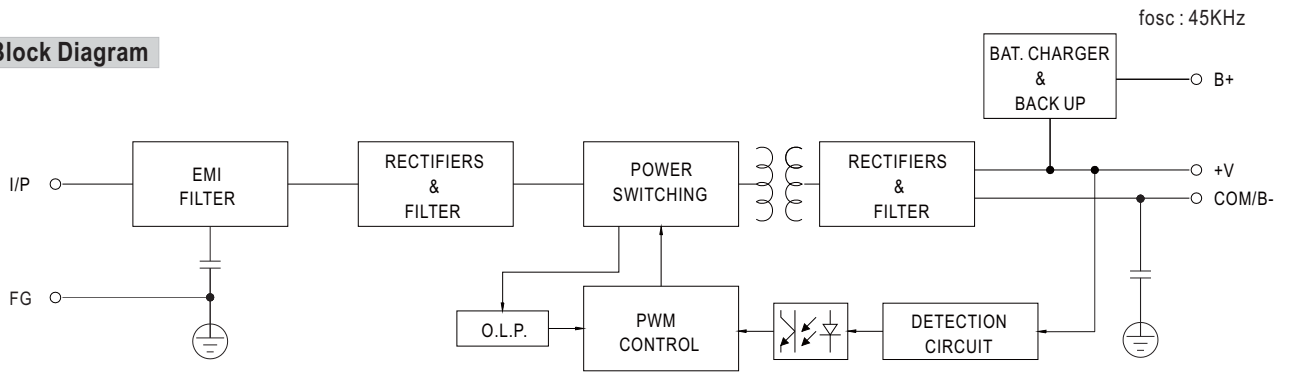 fosc : 45KHz
Block Diagram
BAT. CHARGER
&
BACK UP
B+
I/P
EMI
FILTER
RECTIFIERS
&
FILTER
POWER
SWITCHING
RECTIFIERS
&
FILTER
+V
COM/B-
FG
O.L.P.
PWM
CONTROL
DETECTION
CIRCUIT